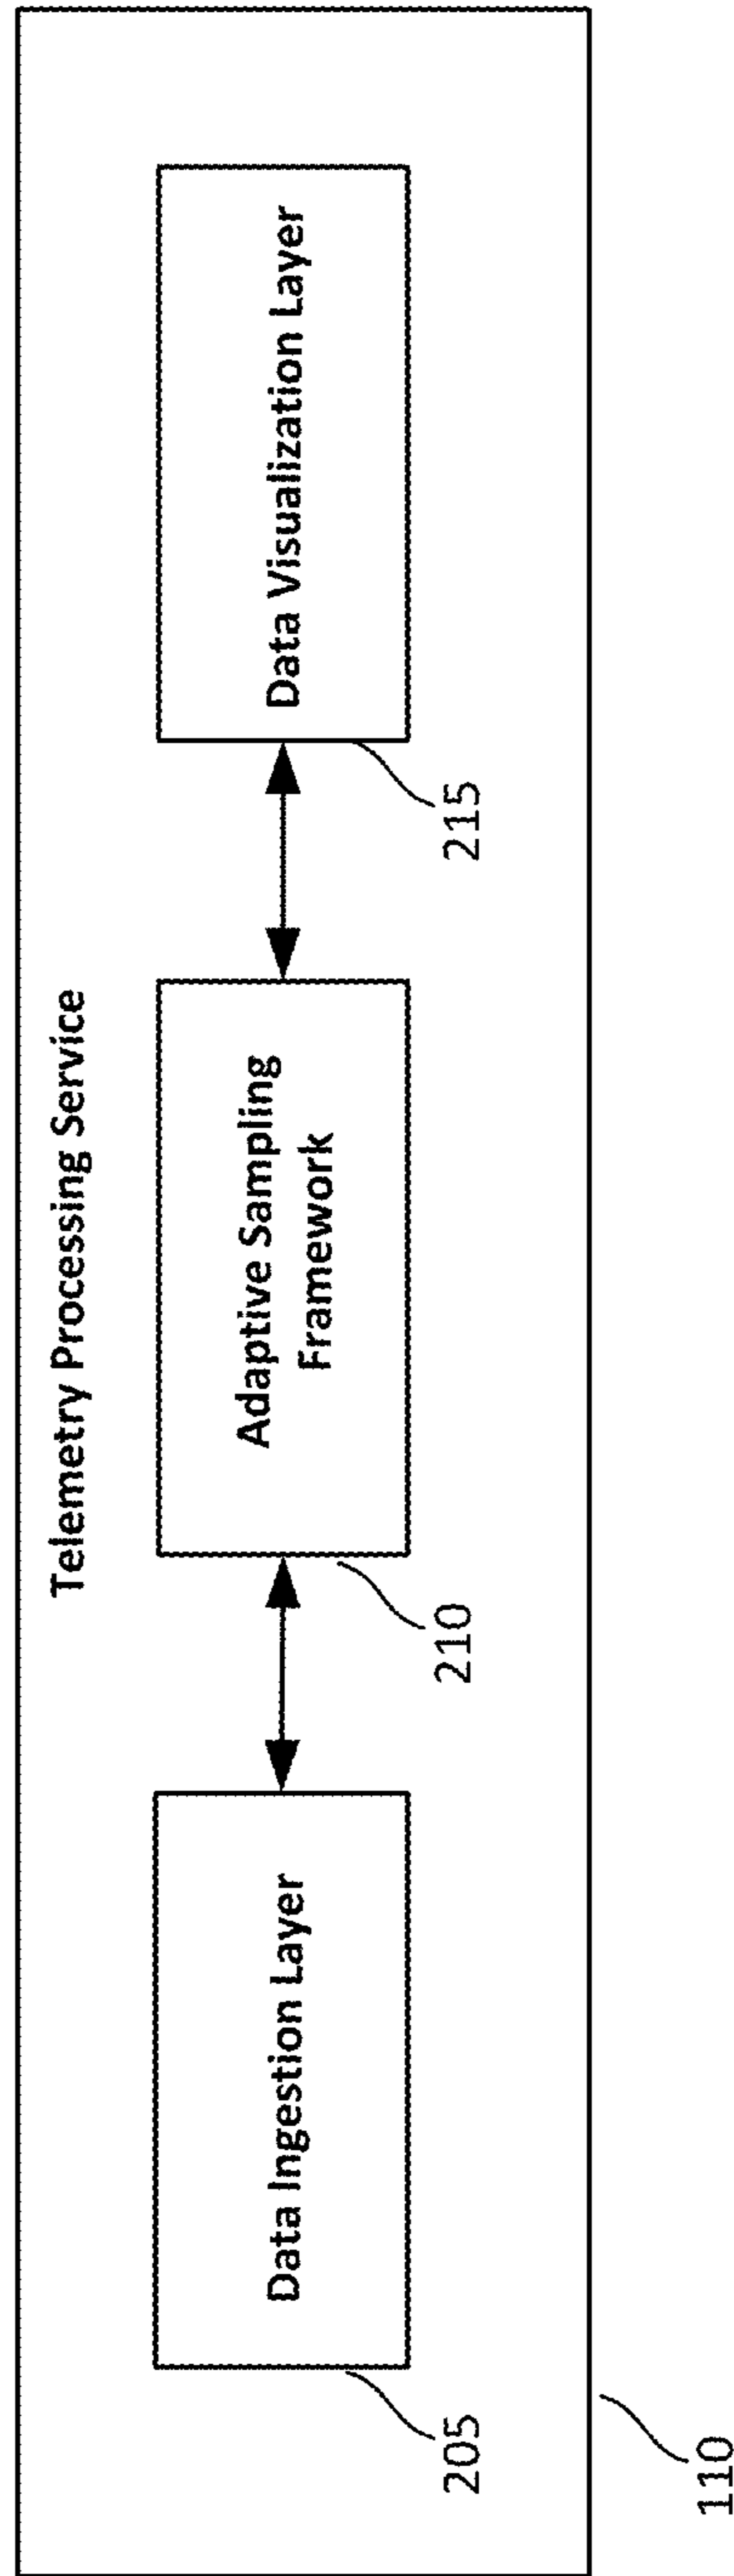 Telemetry Processing Service
Data Ingestion Layer
Adaptive Sampling
Framework
Data Visualization Layer
205
210
215
110